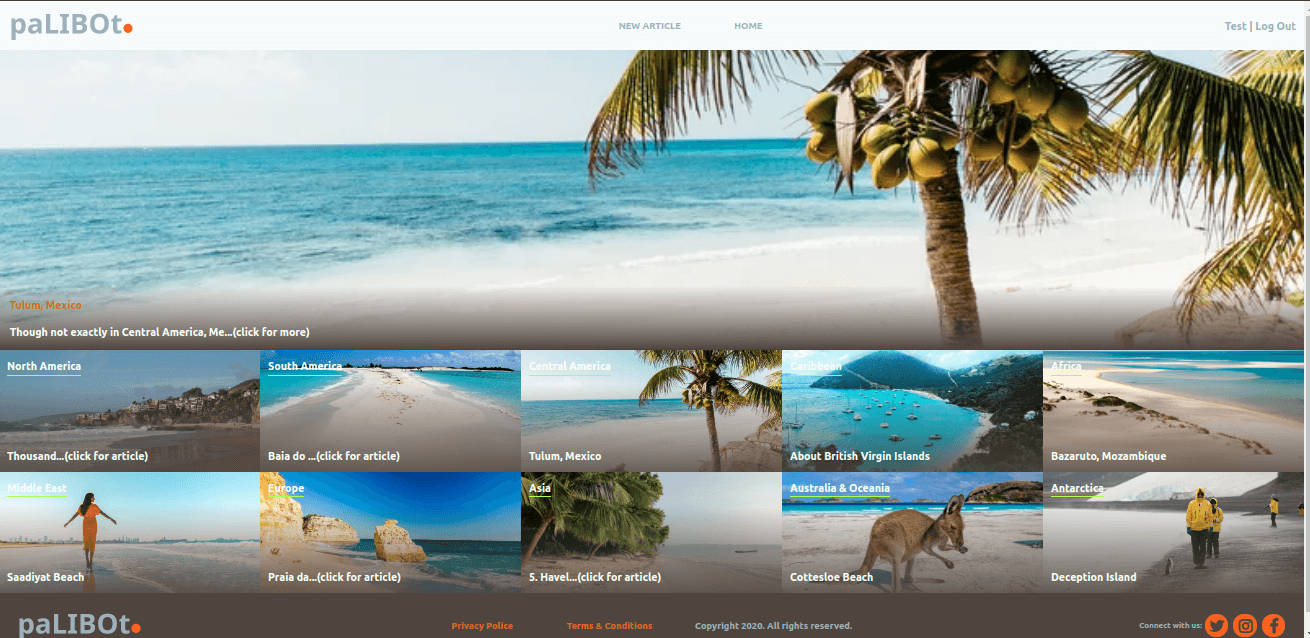 paLIBOt.
NEW ARTICLE
HOME
Test | Log Out
Tulum, Mexico
Though not exactly in Central America, Me...(click for more)
North America
South America
Central America
Caribbean
Africa
Thousand...(click for article)
Baia do ...(click for article)
Tulum, Mexico
About British Virgin Islands
Bazaruto, Mozambique
Middle East
Europe
Asia
Australia & Oceania
Antarctica
Saadiyat Beach
Praia da...(click for article)
5. Havel...(click for article)
Cottesloe Beach
Deception Island
paLIBOt.
Privacy Police
Terms & Conditions
Copyright 2020. All rights reserved.
Connect with us: